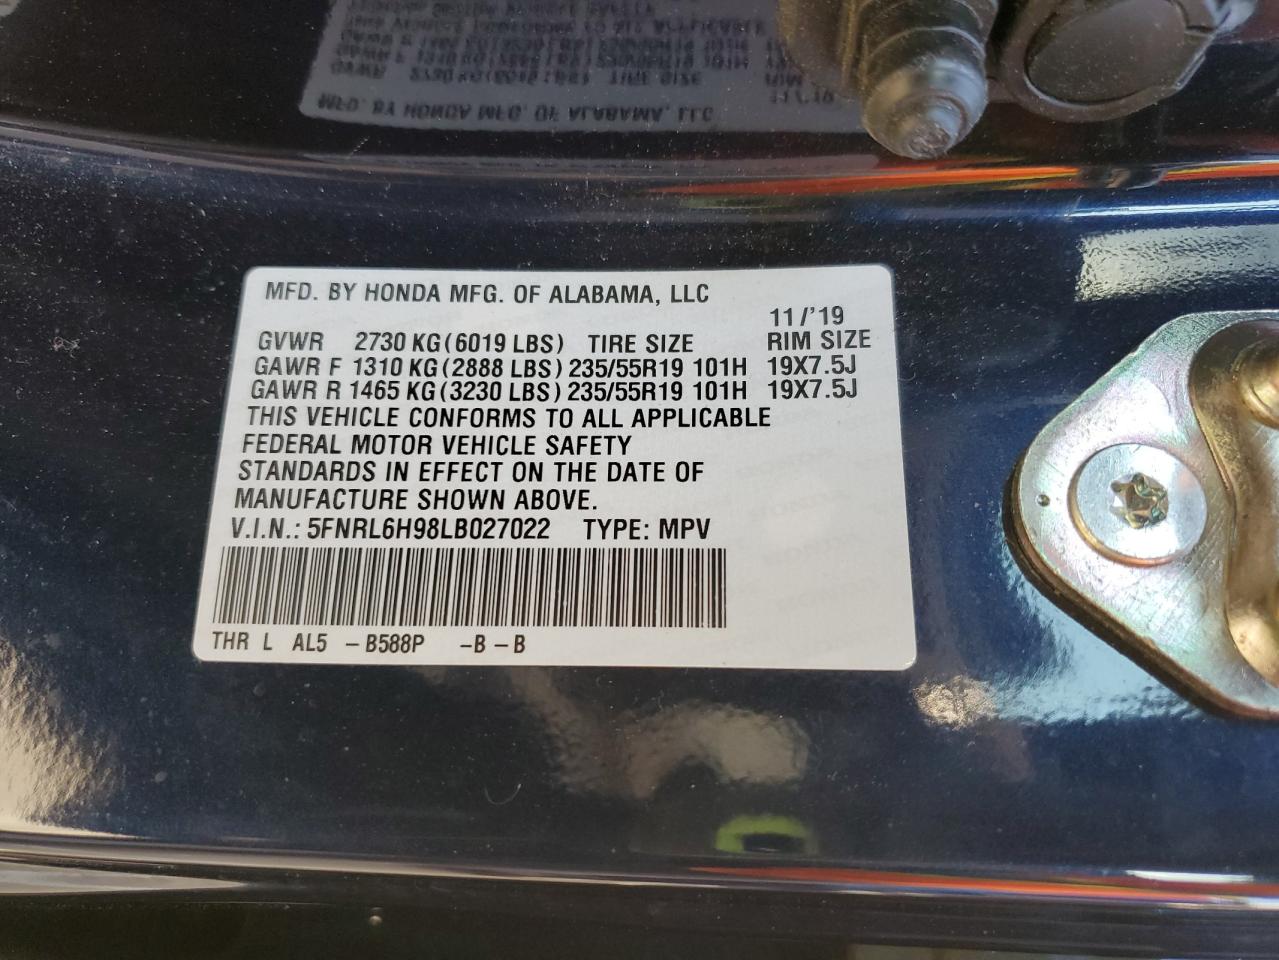 MFD. BY HONDA MFG. OF ALABAMA, LLC
11/'19
GVWR 2730 KG(6019 LBS) TIRE SIZE RIM SIZE
GAWR F 1310 KG(2888 LBS) 235/55R19 101H 19X7.5J
GAWR R 1465 KG(3230 LBS) 235/55R19 101H 19X7.5J
THIS VEHICLE CONFORMS TO ALL APPLICABLE
FEDERAL MOTOR VEHICLE SAFETY
STANDARDS IN EFFECT ON THE DATE OF
MANUFACTURE SHOWN ABOVE.
V.I.N.: 5FNRL6H98LB027022 TYPE: MPV
THR L AL5 -B588P -B-B